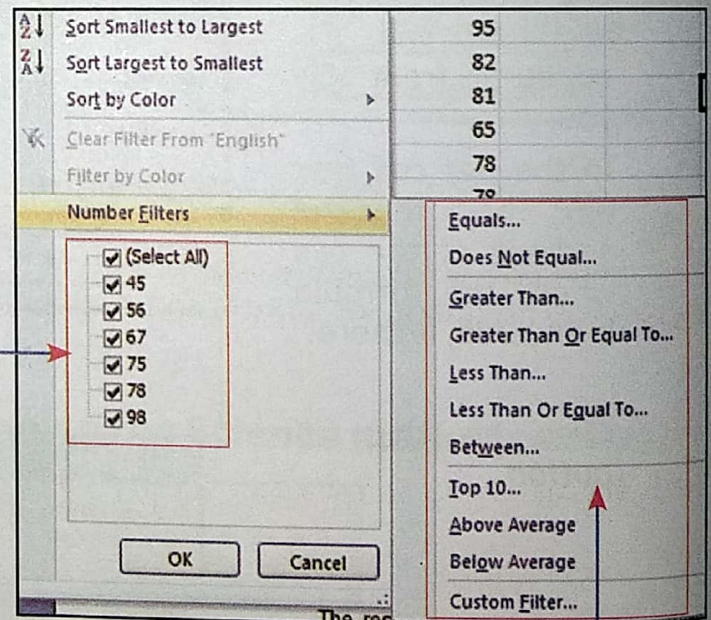 Sort Smallest to Largest
Sort Largest to Smallest
Sort by Color
Clear Filter From "English"
Filter by Color
Number Filters
(Select All)
45
56
67
75
78
98
OK
Cancel
95
82
81
65
78
78
Equals...
Does Not Equal...
Greater Than...
Greater Than Or Equal To...
Less Than...
Less Than Or Equal To...
Between...
Top 10...
Above Average
Below Average
Custom Filter...
The